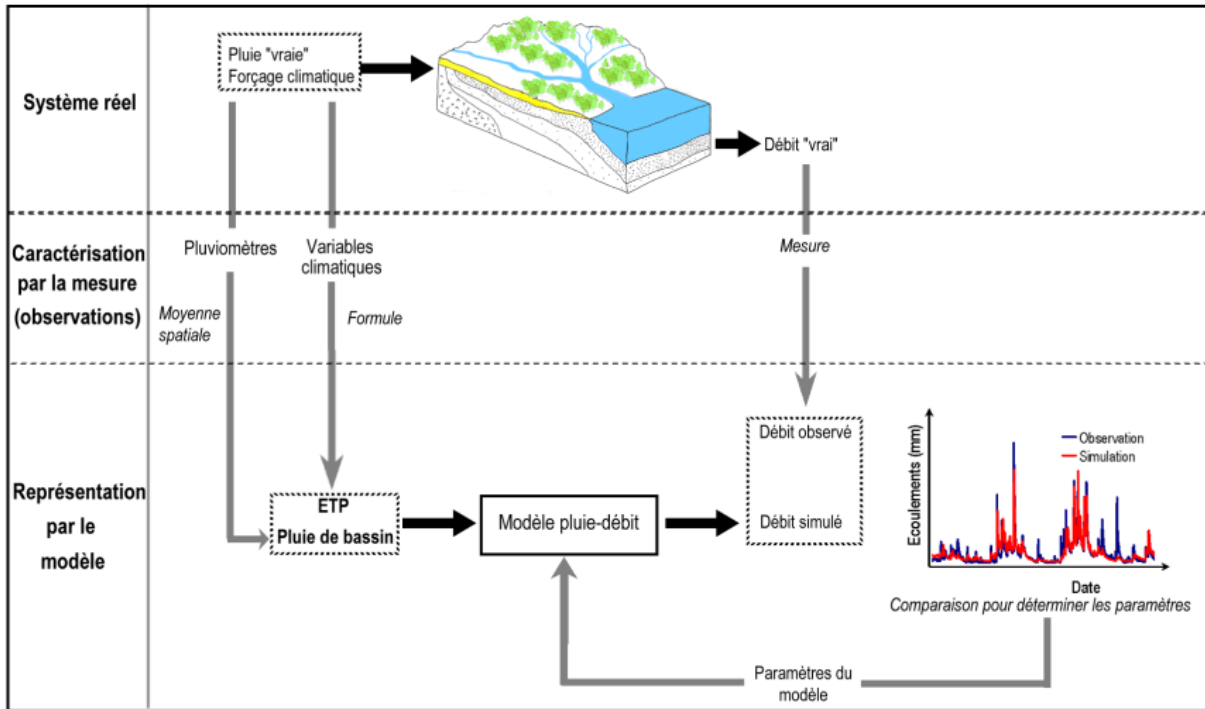 Système réel
Pluie "vraie"
Forçage climatique
Débit "vrai"
Caractérisation
par la mesure
(observations)
Pluviomètres
Variables
climatiques
Mesure
Moyenne
spatiale
Formule
Représentation
par le
modèle
ETP
Pluie de bassin
Modèle pluie-débit
Débit observé
Débit simulé
Ecoulements (mm)
Observation
Simulation
Date
Comparaison pour déterminer les paramètres
Paramètres du
modèle